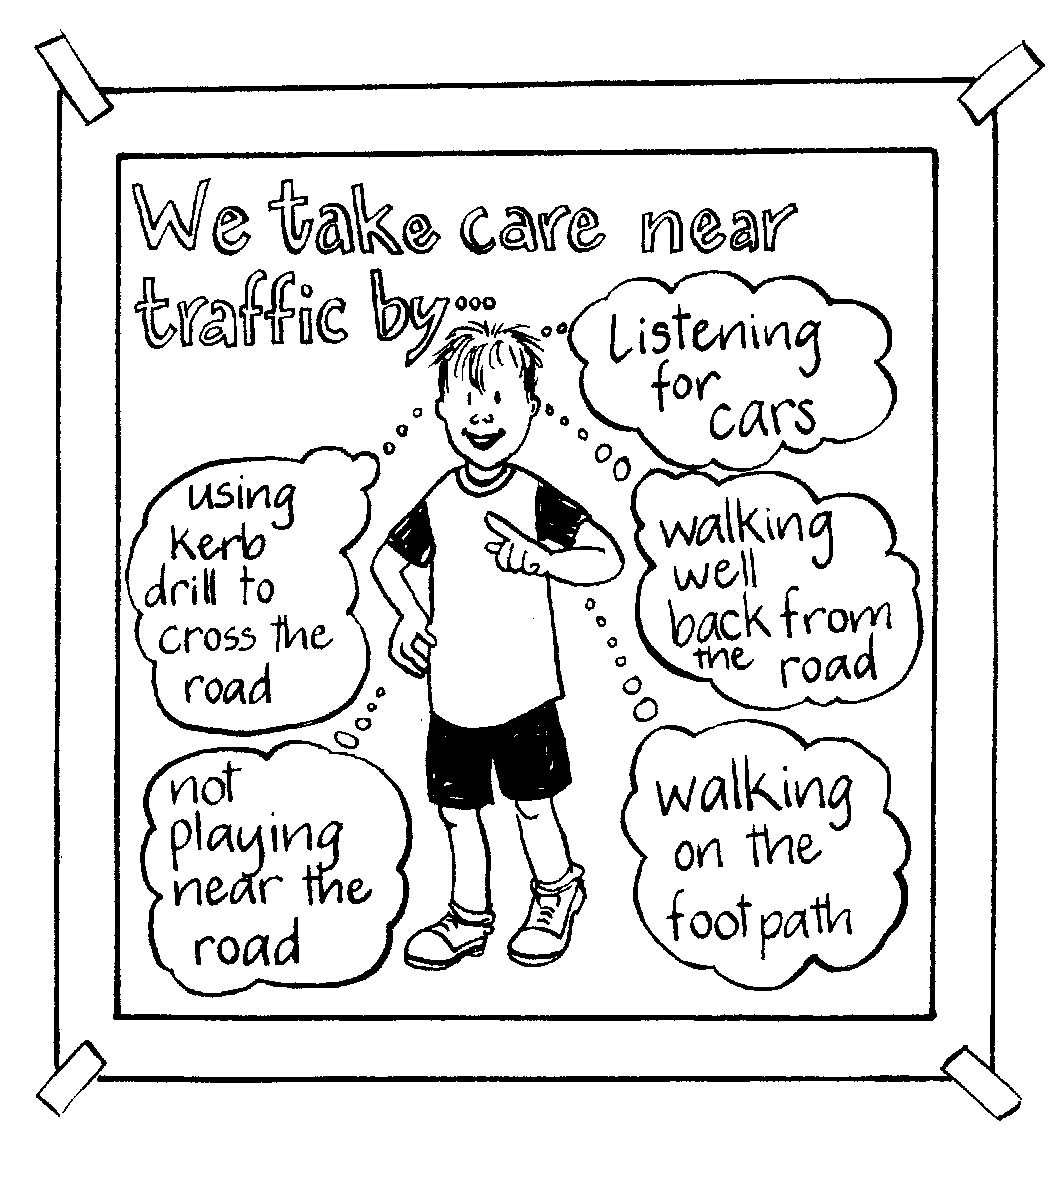 We take care near
traffic by...
Listening
for
cars
using
kerb
drill to
cross the
road
walking
well
back from
the road
not
playing
near the
road
walking
on the
footpath